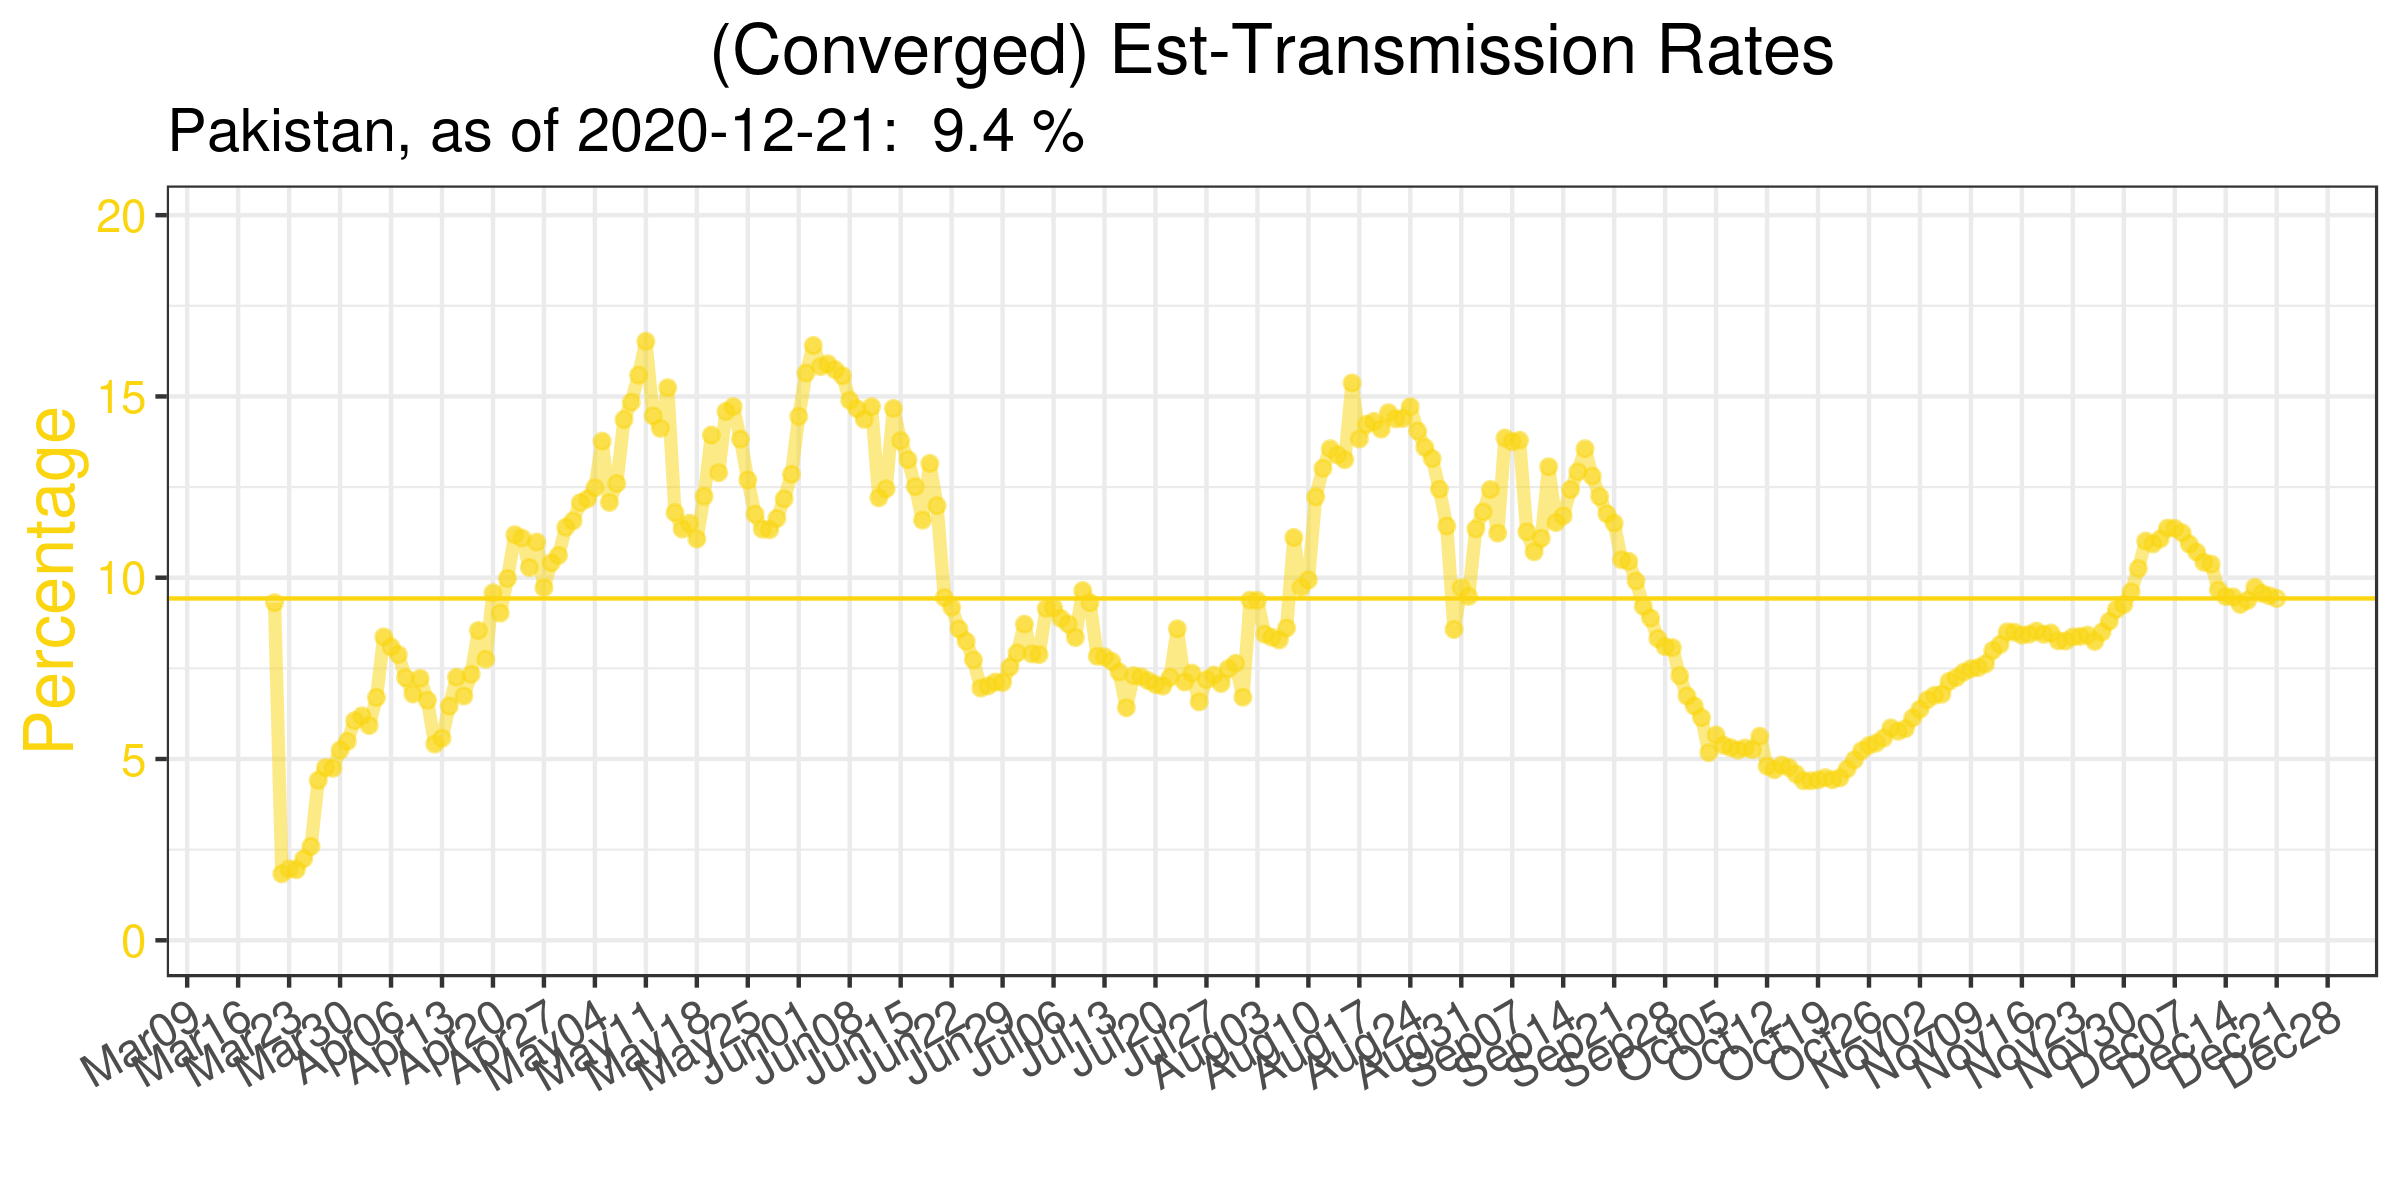 (Converged) Est-Transmission Rates
Pakistan, as of 2020-12-21:  9.4 %
Percentage
20
15
10
5
0
Mar09
Mar16
Mar23
Mar30
Apr06
Apr13
Apr20
Apr27
May04
May11
May18
May25
Jun01
Jun08
Jun15
Jun22
Jun29
Jul06
Jul13
Jul20
Jul27
Aug03
Aug10
Aug17
Aug24
Aug31
Sep07
Sep14
Sep21
Sep28
Oct05
Oct12
Oct19
Oct26
Nov02
Nov09
Nov16
Nov23
Nov30
Dec07
Dec14
Dec21
Dec28